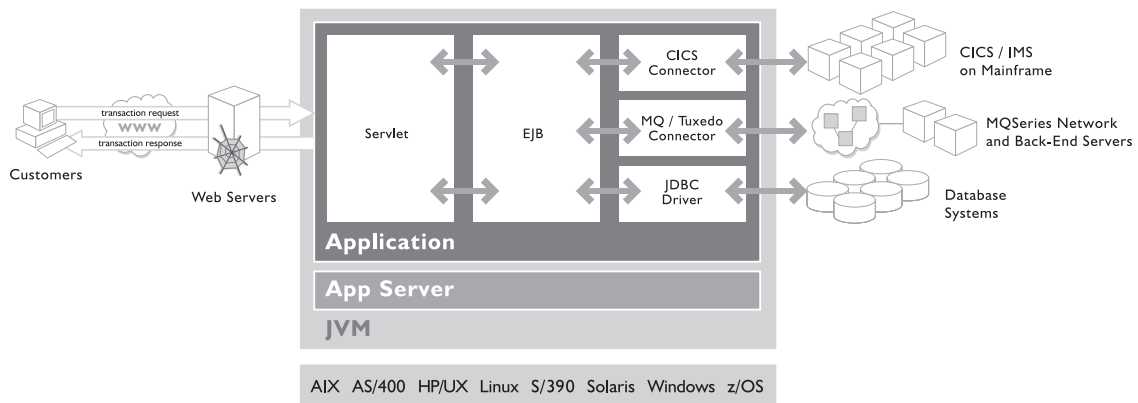 transaction request
WWW
transaction response
Customers
Web Servers
Servlet
EJB
CICS
Connector
MQ / Tuxedo
Connector
JDBC
Driver
CICS / IMS
on Mainframe
MQSeries Network
and Back-End Servers
Database
Systems
Application
App Server
JVM
AIX AS/400 HP/UX Linux S/390 Solaris Windows z/OS